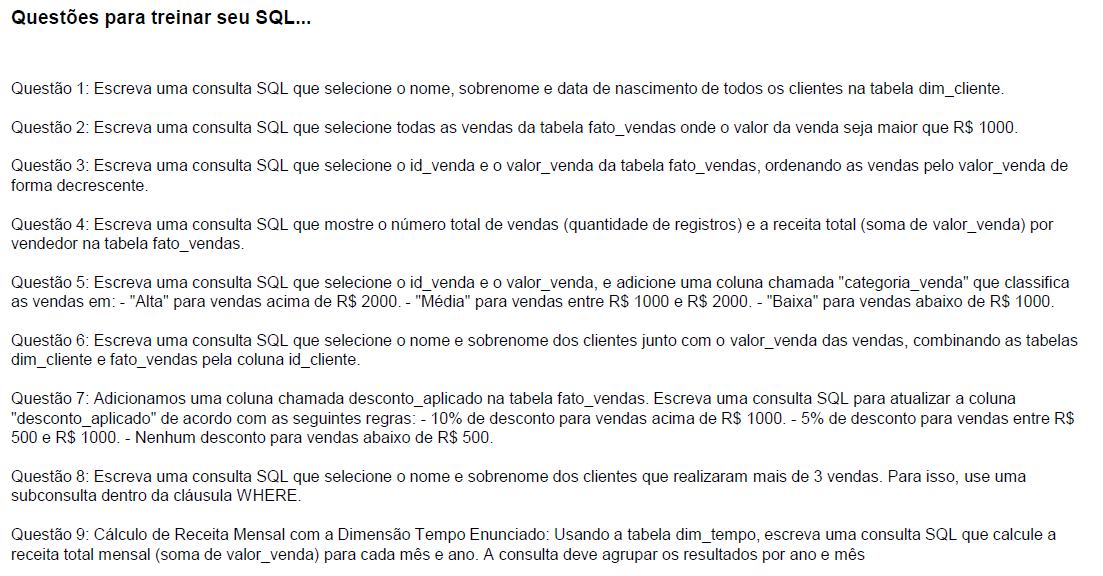 Questões para treinar seu SQL...
Questão 1: Escreva uma consulta SQL que selecione o nome, sobrenome e data de nascimento de todos os clientes na tabela dim_cliente.
Questão 2: Escreva uma consulta SQL que selecione todas as vendas da tabela fato_vendas onde o valor da venda seja maior que R$ 1000.
Questão 3: Escreva uma consulta SQL que selecione o id_venda e o valor_venda da tabela fato_vendas, ordenando as vendas pelo valor_venda de
forma decrescente.
Questão 4: Escreva uma consulta SQL que mostre o número total de vendas (quantidade de registros) e a receita total (soma de valor_venda) por
vendedor na tabela fato_vendas.
Questão 5: Escreva uma consulta SQL que selecione o id_venda e o valor_venda, e adicione uma coluna chamada "categoria_venda" que classifica
as vendas em: - "Alta" para vendas acima de R$ 2000. - "Média" para vendas entre R$ 1000 e R$ 2000. - "Baixa" para vendas abaixo de R$ 1000.
Questão 6: Escreva uma consulta SQL que selecione o nome e sobrenome dos clientes junto com o valor_venda das vendas, combinando as tabelas
dim_cliente e fato_vendas pela coluna id_cliente.
Questão 7: Adicionamos uma coluna chamada desconto_aplicado na tabela fato_vendas. Escreva uma consulta SQL para atualizar a coluna
"desconto_aplicado" de acordo com as seguintes regras: - 10% de desconto para vendas acima de R$ 1000. - 5% de desconto para vendas entre R$
500 e R$ 1000. - Nenhum desconto para vendas abaixo de R$ 500.
Questão 8: Escreva uma consulta SQL que selecione o nome e sobrenome dos clientes que realizaram mais de 3 vendas. Para isso, use uma
subconsulta dentro da cláusula WHERE.
Questão 9: Cálculo de Receita Mensal com a Dimensão Tempo Enunciado: Usando a tabela dim_tempo, escreva uma consulta SQL que calcule a
receita total mensal (soma de valor_venda) para cada mês e ano. A consulta deve agrupar os resultados por ano e mês